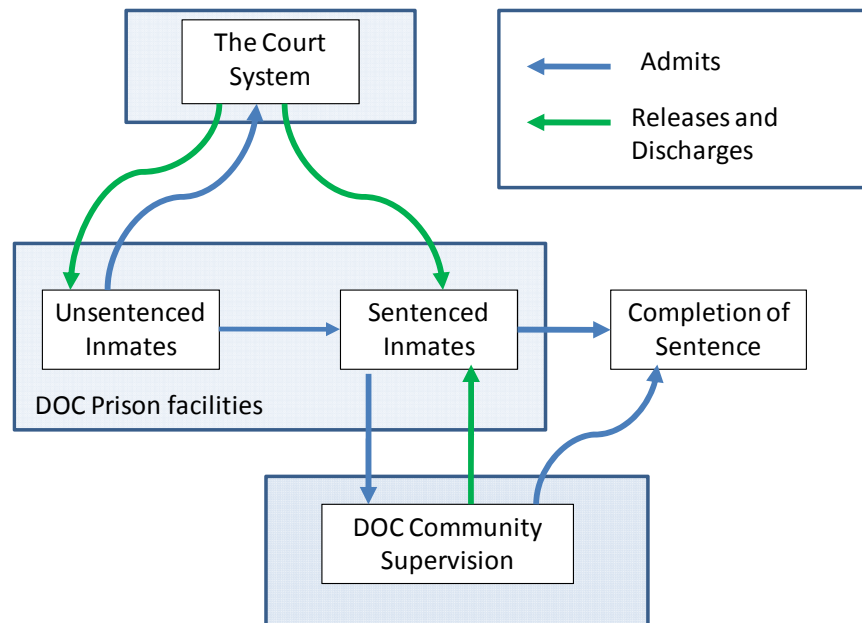 The Court
System
Admits
Releases and
Discharges
Unsentenced
Inmates
Sentenced
Inmates
Completion of
Sentence
DOC Prison facilities
DOC Community
Supervision